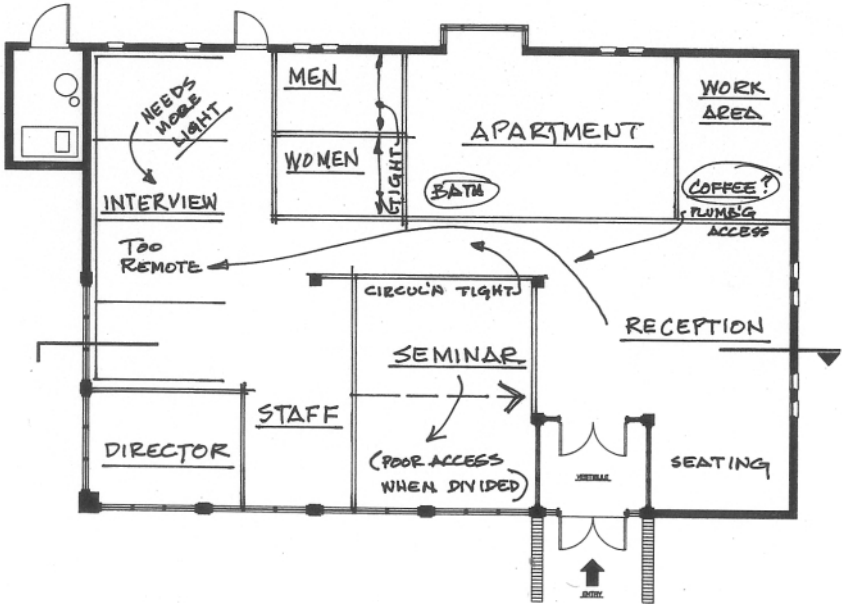 NEEDS
MORE
LIGHT
MEN
WOMEN
TIGHT
APARTMENT
BATH
WORK
AREA
COFFEE?
PLUMB'G
ACCESS
INTERVIEW
TOO
REMOTE
CIRCUL'N TIGHT
RECEPTION
SEMINAR
STAFF
DIRECTOR
(POOR ACCESS
WHEN DIVIDED)
VESTIBULE
SEATING
ENTRY